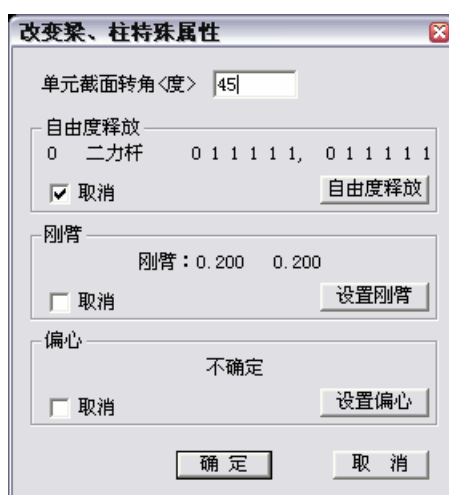 改变梁、柱特殊属性
单元截面转角<度> 45
自由度释放
0 二力杆 0 1 1 1 1 1, 0 1 1 1 1 1
取消 自由度释放
刚臂
刚臂：0.200 0.200
取消 设置刚臂
偏心
不确定
取消 设置偏心
确 定 取 消